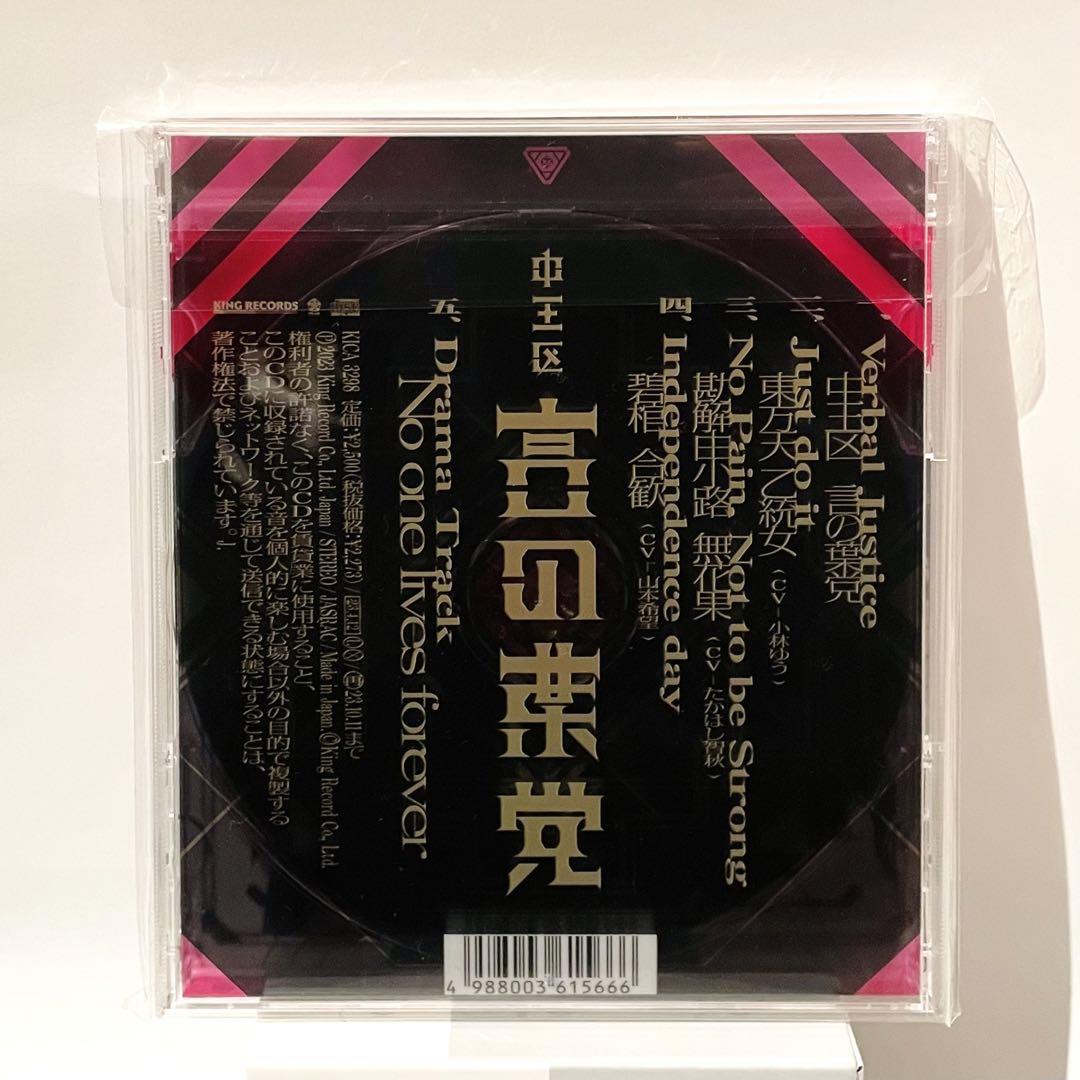 一、Verbal Justice
中王区 言の葉党
二、Just do it
東方天乙統女（CV－小林ゆう）
三、No Pain, Not to be Strong
勘解由小路 無花果（CV－たかはし智秋）
四、Independence day
碧棺 合歓（CV－山本希望）
中王区
言の葉党
五、Drama Track
No one lives forever
KING RECORDS
KICA 3298 定価:￥2,500(税抜価格:￥2,273)
23.10.11まで
Ⓟ2023 King Record Co., Ltd. Japan / STEREO / JASRAC / Made in Japan ©King Record Co., Ltd.
権利者の許諾なく、このCDを賃貸業に使用すること、
このCDに収録されている音を個人的に楽しむ場合以外の目的で複製する
ことおよびネットワーク等を通じて送信できる状態にすることは、
著作権法で禁じられています。
4 988003 615666